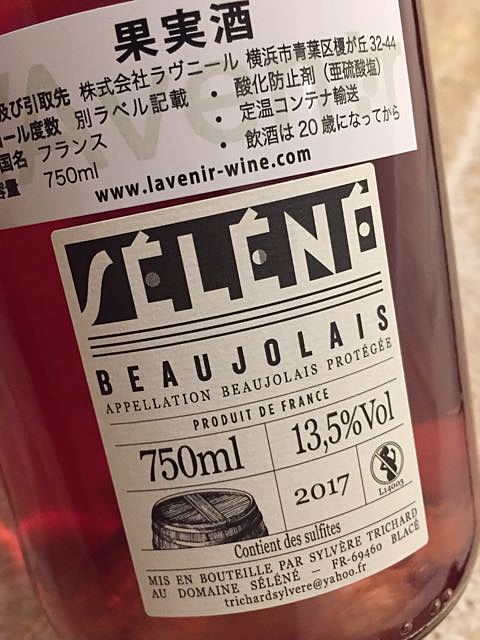 果実酒
及び引取先 株式会社ラヴニール 横浜市青葉区榎が丘 32-44
ール度数 別ラベル記載 ・ 酸化防止剤（亜硫酸塩）
国名 フランス ・ 定温コンテナ輸送
容量 750ml ・ 飲酒は20歳になってから
www.lavenir-wine.com
SÉLÉNÉ
BEAUJOLAIS
APPELLATION BEAUJOLAIS PROTÉGÉE
PRODUIT DE FRANCE
750ml 13,5%Vol
2017
L14003
Contient des sulfites
MIS EN BOUTEILLE PAR SYLVÈRE TRICHARD
AU DOMAINE SÉLÉNÉ – FR-69460 BLACÉ
trichardsylvere@yahoo.fr